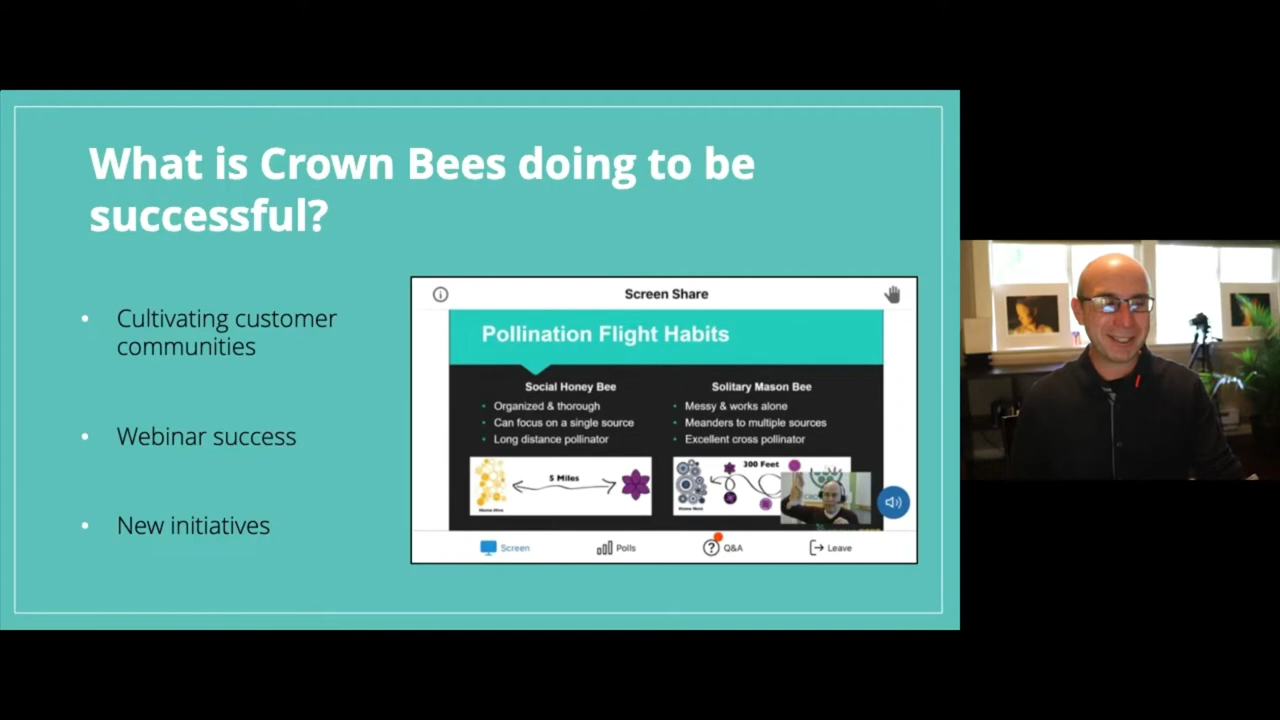 What is Crown Bees doing to be
successful?
• Cultivating customer
communities
• Webinar success
• New initiatives
Screen Share
Pollination Flight Habits
Social Honey Bee
• Organized & thorough
• Can focus on a single source
• Long distance pollinator
5 Miles
Home Hive
Solitary Mason Bee
• Messy & works alone
• Meanders to multiple sources
• Excellent cross pollinator
300 Feet
Home Nest
Screen
Polls
Q&A
Leave